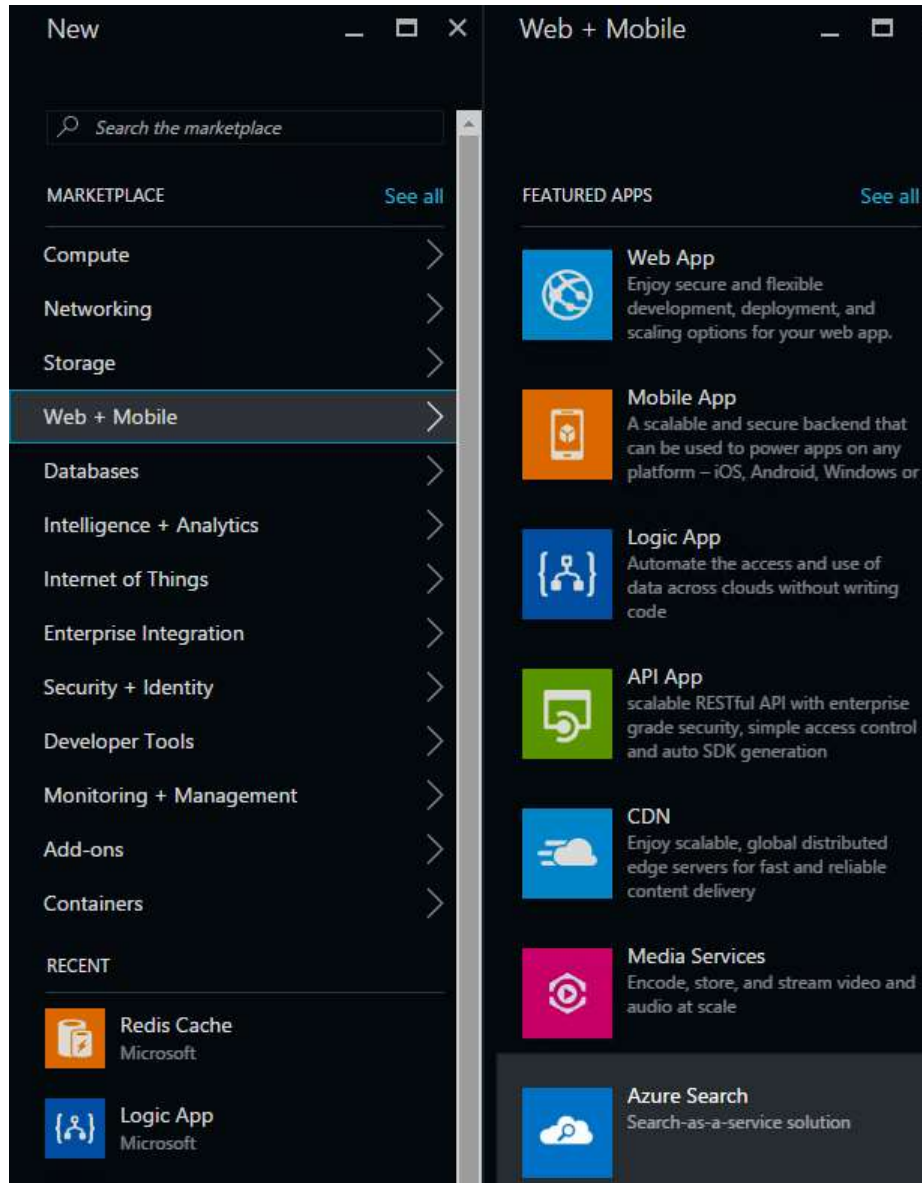 New
Search the marketplace
MARKETPLACE See all
Compute
Networking
Storage
Web + Mobile
Databases
Intelligence + Analytics
Internet of Things
Enterprise Integration
Security + Identity
Developer Tools
Monitoring + Management
Add-ons
Containers
RECENT
Redis Cache
Microsoft
Logic App
Microsoft
Web + Mobile
FEATURED APPS See all
Web App
Enjoy secure and flexible
development, deployment, and
scaling options for your web app.
Mobile App
A scalable and secure backend that
can be used to power apps on any
platform – iOS, Android, Windows or
Logic App
Automate the access and use of
data across clouds without writing
code
API App
scalable RESTful API with enterprise
grade security, simple access control
and auto SDK generation
CDN
Enjoy scalable, global distributed
edge servers for fast and reliable
content delivery
Media Services
Encode, store, and stream video and
audio at scale
Azure Search
Search-as-a-service solution